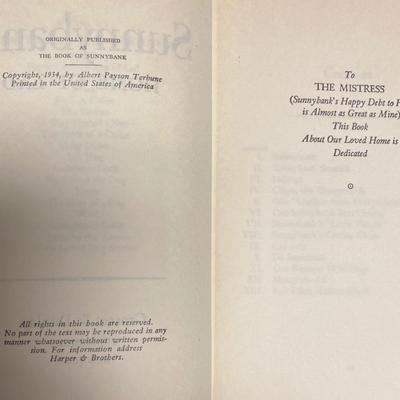 ORIGINALLY PUBLISHED
AS
THE BOOK OF SUNNYBANK
Copyright, 1934, by Albert Payson Terhune
Printed in the United States of America
All rights in this book are reserved.
No part of the text may be reproduced in any
manner whatsoever without written permis-
sion. For information address
Harper & Brothers.
To
THE MISTRESS
(Sunnybank's Happy Debt to
is Almost as Great as Mine)
This Book
About Our Loved Home is
Dedicated